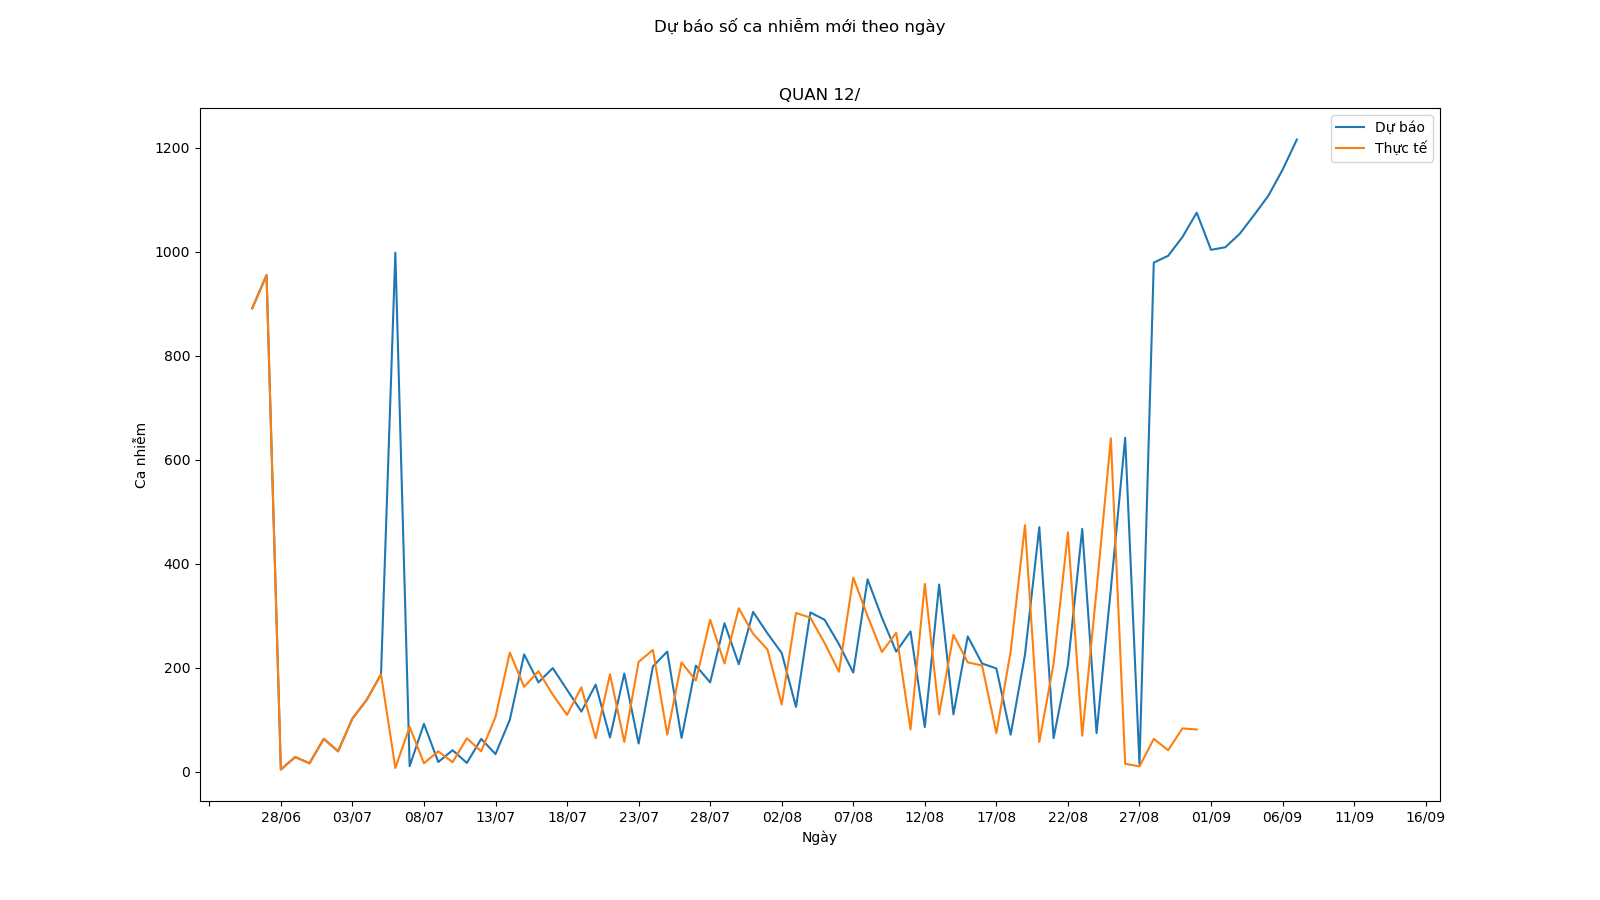 Dự báo số ca nhiễm mới theo ngày
QUAN 12/
Dự báo
Thực tế
1200
1000
800
600
400
200
0
Ca nhiễm
28/06 03/07 08/07 13/07 18/07 23/07 28/07 02/08 07/08 12/08 17/08 22/08 27/08 01/09 06/09 11/09 16/09
Ngày